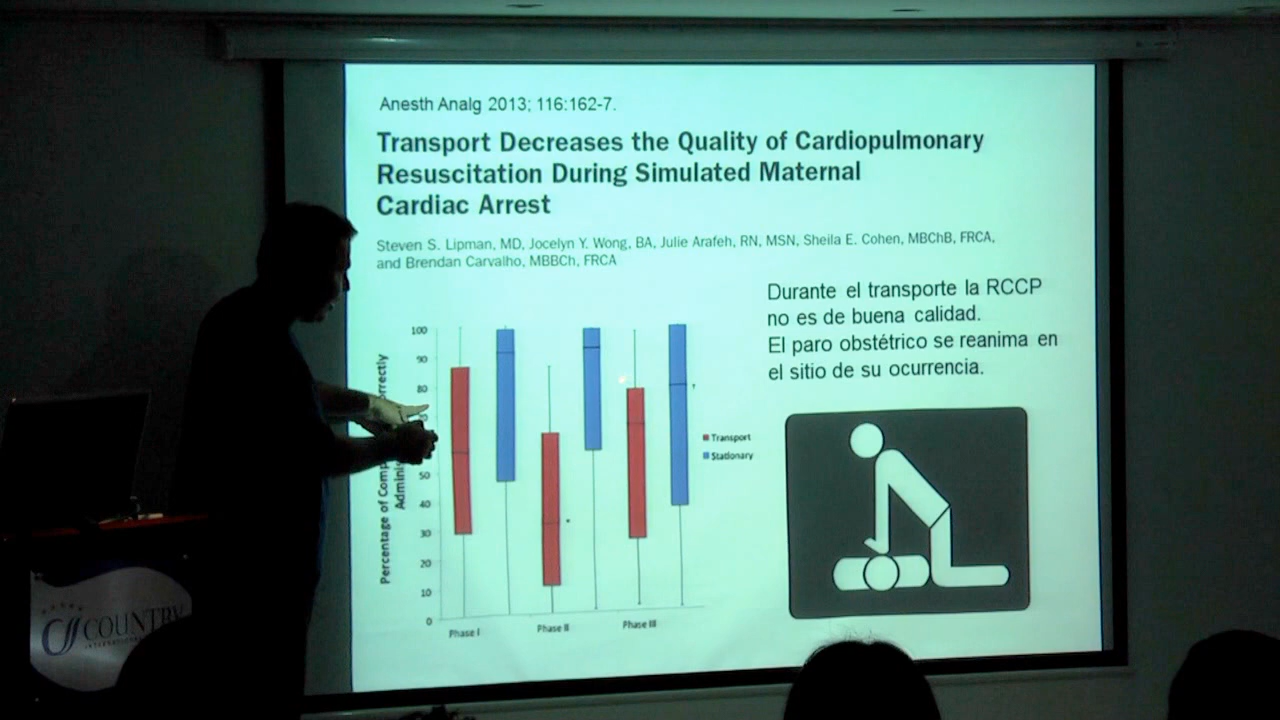 Anesth Analg 2013; 116:162-7.
Transport Decreases the Quality of Cardiopulmonary
Resuscitation During Simulated Maternal
Cardiac Arrest
Steven S. Lipman, MD, Jocelyn Y. Wong, BA, Julie Arafeh, RN, MSN, Sheila E. Cohen, MBChB, FRCA,
and Brendan Carvalho, MBBCh, FRCA
Durante el transporte la RCCP
no es de buena calidad.
El paro obstétrico se reanima en
el sitio de su ocurrencia.
Percentage of
100
90
80
50
40
30
20
10
0
Transport
Stationary
Phase I
Phase II
Phase III
COUNTRY